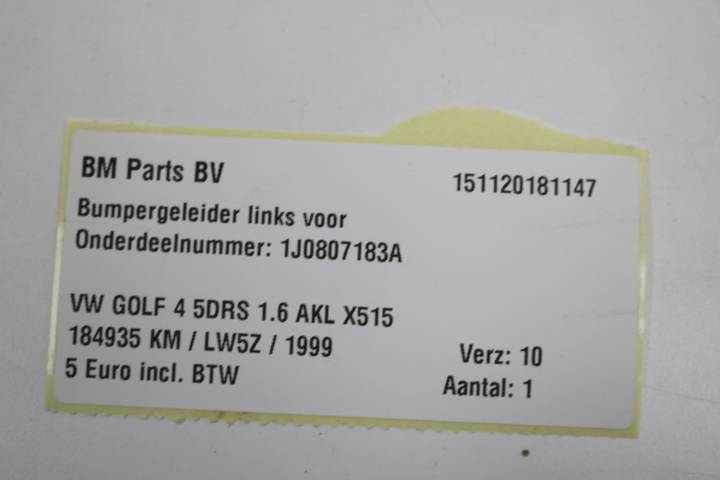 BM Parts BV 151120181147
Bumpergeleider links voor
Onderdeelnummer: 1J0807183A
VW GOLF 4 5DRS 1.6 AKL X515
184935 KM / LW5Z / 1999 Verz: 10
5 Euro incl. BTW Aantal: 1